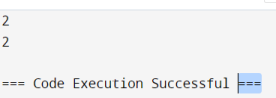 2
2
=== Code Execution Successful ===